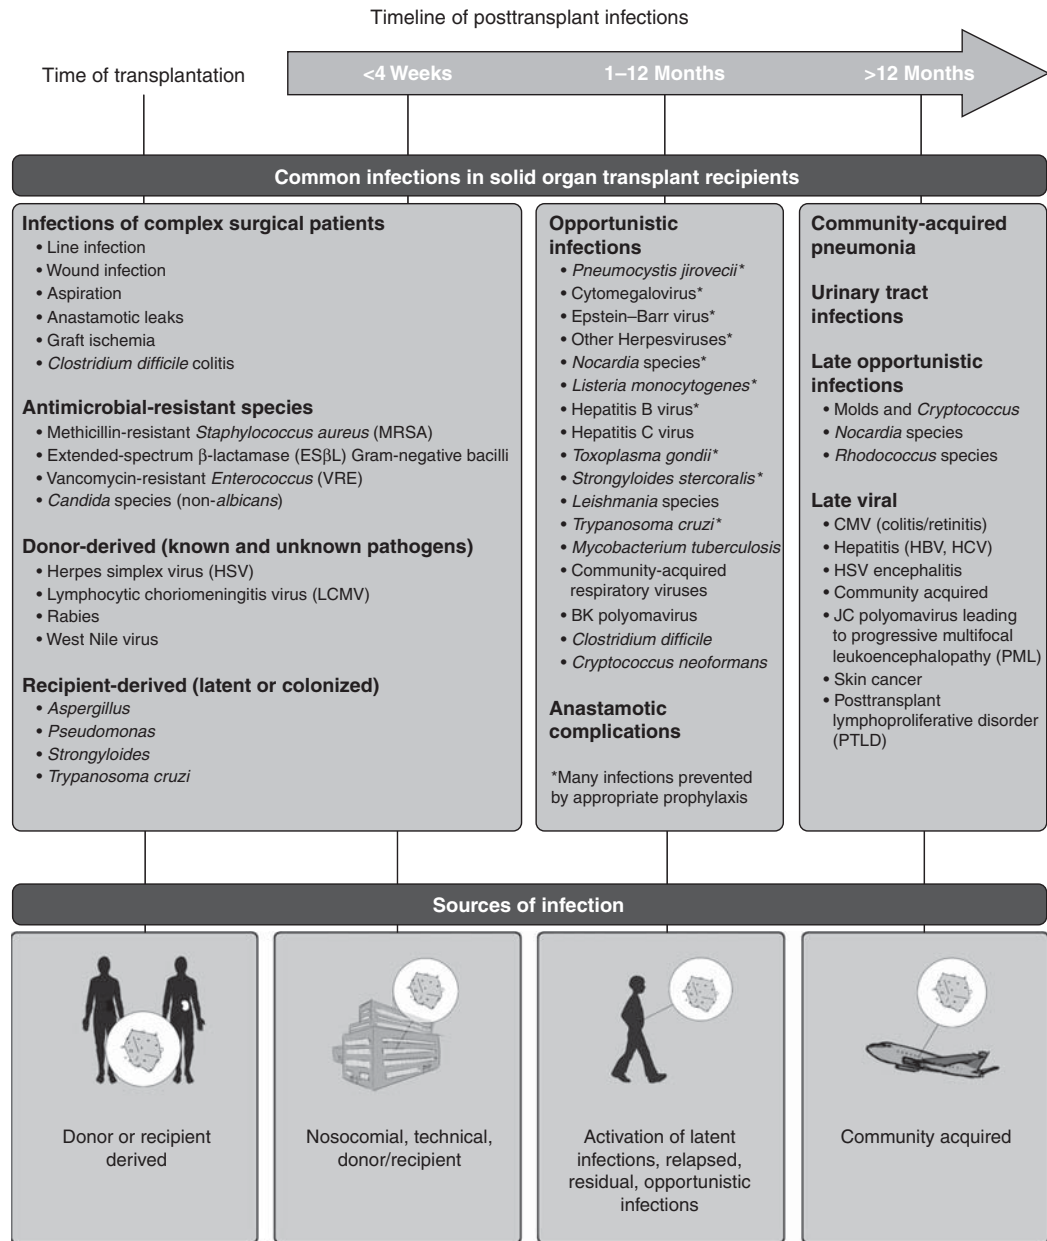 Timeline of posttransplant infections
Time of transplantation
<4 Weeks
1–12 Months
>12 Months
Common infections in solid organ transplant recipients
Infections of complex surgical patients
• Line infection
• Wound infection
• Aspiration
• Anastamotic leaks
• Graft ischemia
• Clostridium difficile colitis
Antimicrobial-resistant species
• Methicillin-resistant Staphylococcus aureus (MRSA)
• Extended-spectrum β-lactamase (ESβL) Gram-negative bacilli
• Vancomycin-resistant Enterococcus (VRE)
• Candida species (non-albicans)
Donor-derived (known and unknown pathogens)
• Herpes simplex virus (HSV)
• Lymphocytic choriomeningitis virus (LCMV)
• Rabies
• West Nile virus
Recipient-derived (latent or colonized)
• Aspergillus
• Pseudomonas
• Strongyloides
• Trypanosoma cruzi
Opportunistic
infections
• Pneumocystis jirovecii*
• Cytomegalovirus*
• Epstein–Barr virus*
• Other Herpesviruses*
• Nocardia species*
• Listeria monocytogenes*
• Hepatitis B virus*
• Hepatitis C virus
• Toxoplasma gondii*
• Strongyloides stercoralis*
• Leishmania species
• Trypanosoma cruzi*
• Mycobacterium tuberculosis
• Community-acquired
respiratory viruses
• BK polyomavirus
• Clostridium difficile
• Cryptococcus neoformans
Anastamotic
complications
*Many infections prevented
by appropriate prophylaxis
Community-acquired
pneumonia
Urinary tract
infections
Late opportunistic
infections
• Molds and Cryptococcus
• Nocardia species
• Rhodococcus species
Late viral
• CMV (colitis/retinitis)
• Hepatitis (HBV, HCV)
• HSV encephalitis
• Community acquired
• JC polyomavirus leading
to progressive multifocal
leukoencephalopathy (PML)
• Skin cancer
• Posttransplant
lymphoproliferative disorder
(PTLD)
Sources of infection
Donor or recipient
derived
Nosocomial, technical,
donor/recipient
Activation of latent
infections, relapsed,
residual, opportunistic
infections
Community acquired